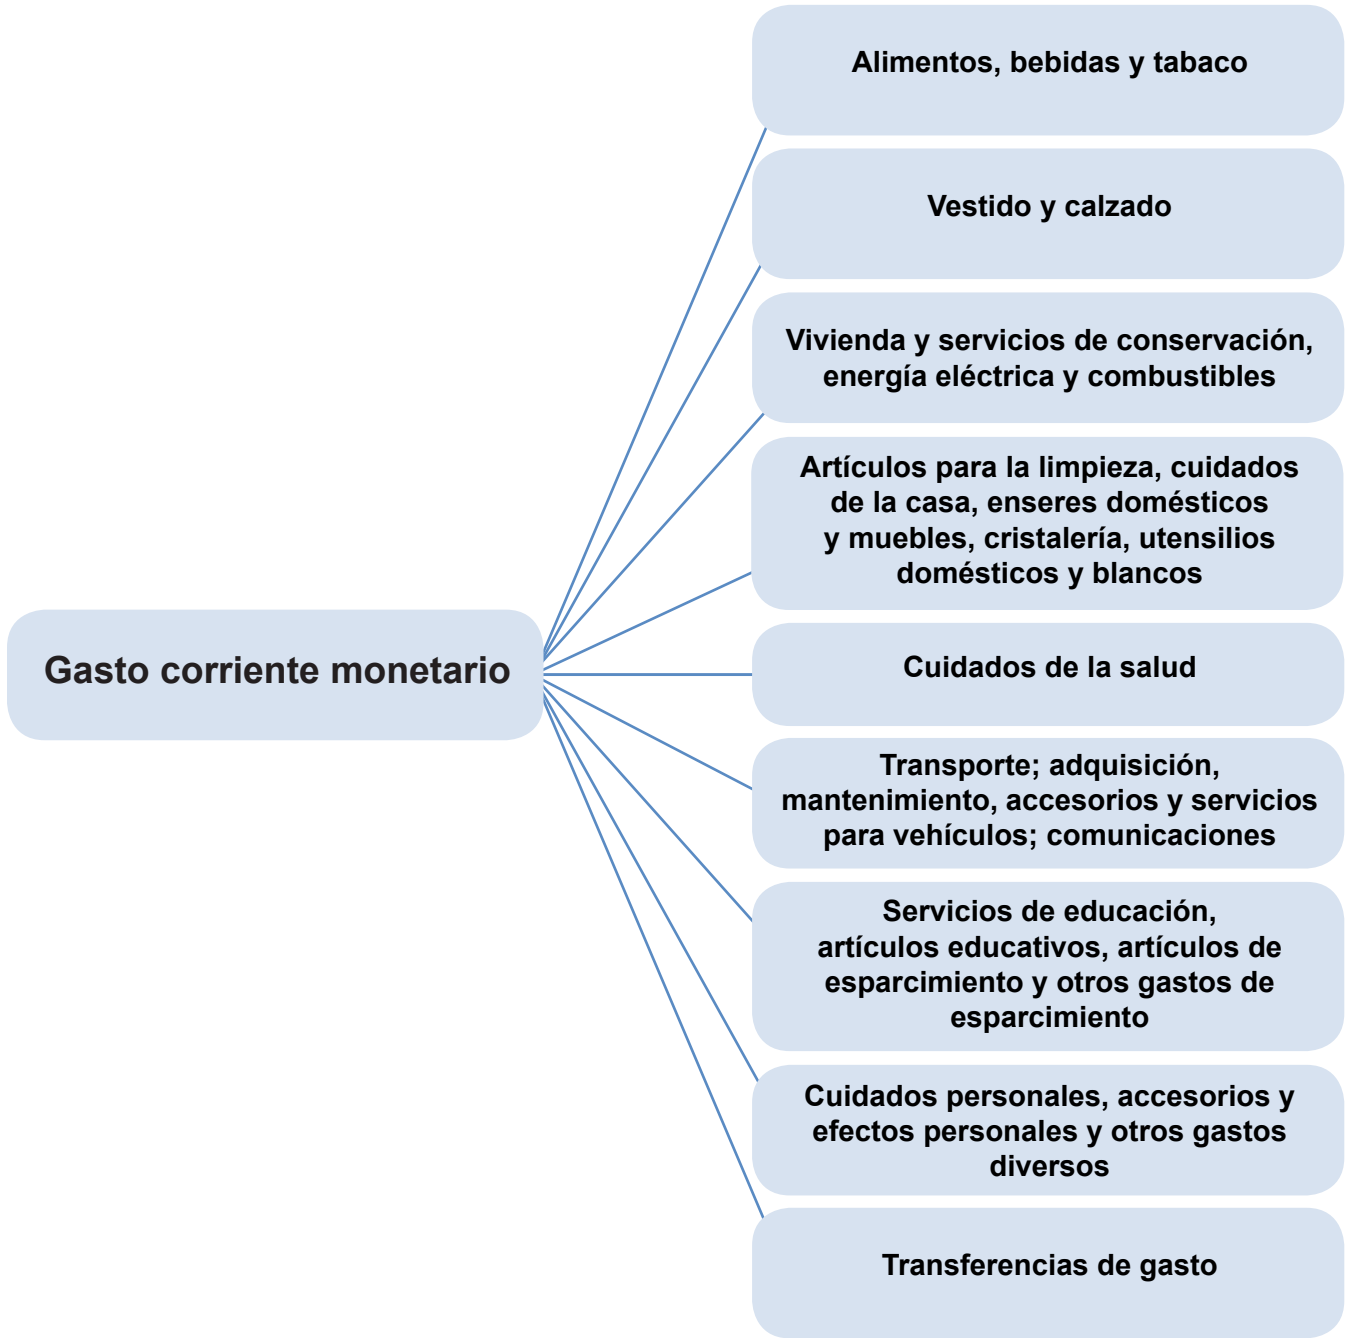 Alimentos, bebidas y tabaco
Vestido y calzado
Vivienda y servicios de conservación,
energía eléctrica y combustibles
Artículos para la limpieza, cuidados
de la casa, enseres domésticos
y muebles, cristalería, utensilios
domésticos y blancos
Gasto corriente monetario
Cuidados de la salud
Transporte; adquisición,
mantenimiento, accesorios y servicios
para vehículos; comunicaciones
Servicios de educación,
artículos educativos, artículos de
esparcimiento y otros gastos de
esparcimiento
Cuidados personales, accesorios y
efectos personales y otros gastos
diversos
Transferencias de gasto